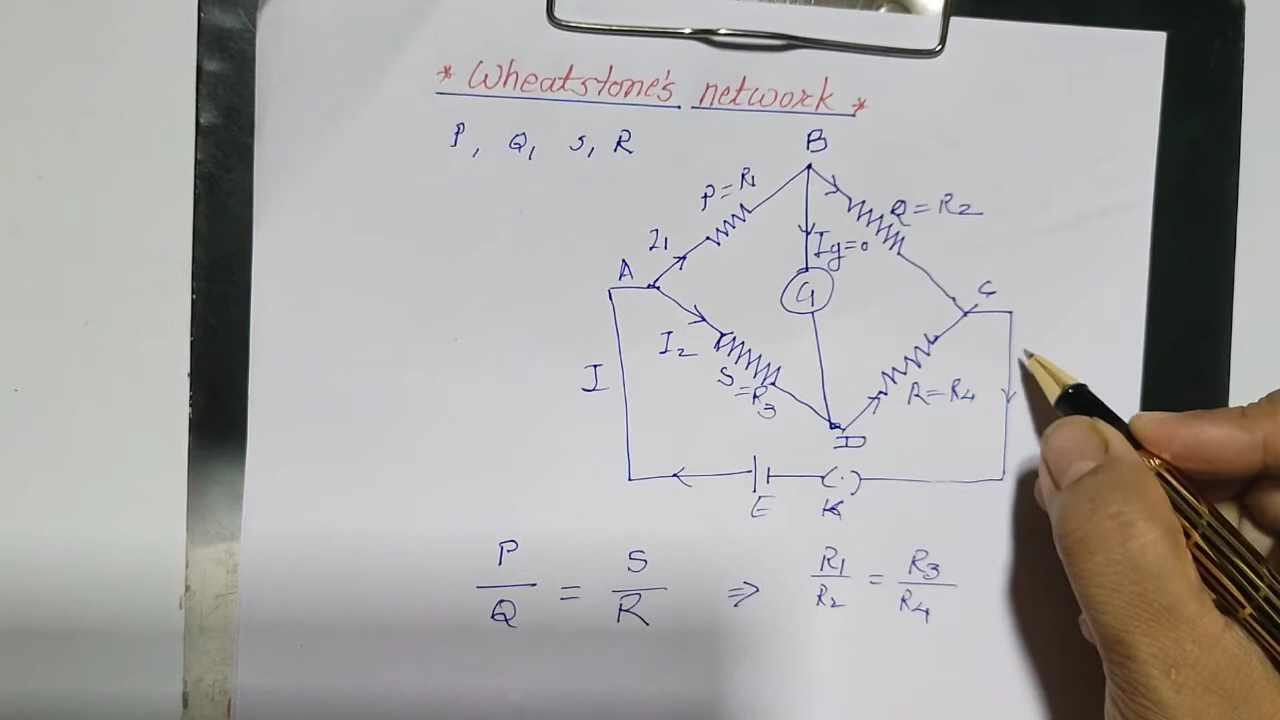 * Wheatstone's network *
P, Q, S, R
B
P = R1
Q = R2
I1
Ig=0
A
G
C
I2
S = R3
R = R4
I
D
E
K
P/Q = S/R ⇒ R1/R2 = R3/R4